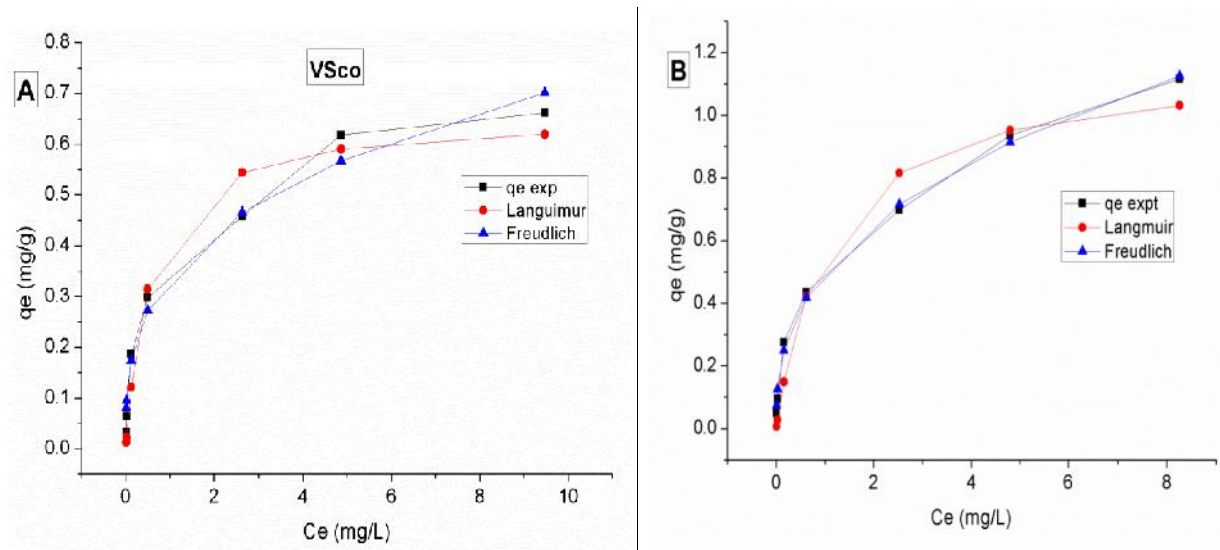 A
VSco
qe (mg/g)
0.8
0.7
0.6
0.5
0.4
0.3
0.2
0.1
0.0
qe exp
Languimur
Freudlich
0 2 4 6 8 10
Ce (mg/L)
B
qe (mg/g)
1.2
1.0
0.8
0.6
0.4
0.2
0.0
qe expt
Langmuir
Freudlich
0 2 4 6 8
Ce (mg/L)